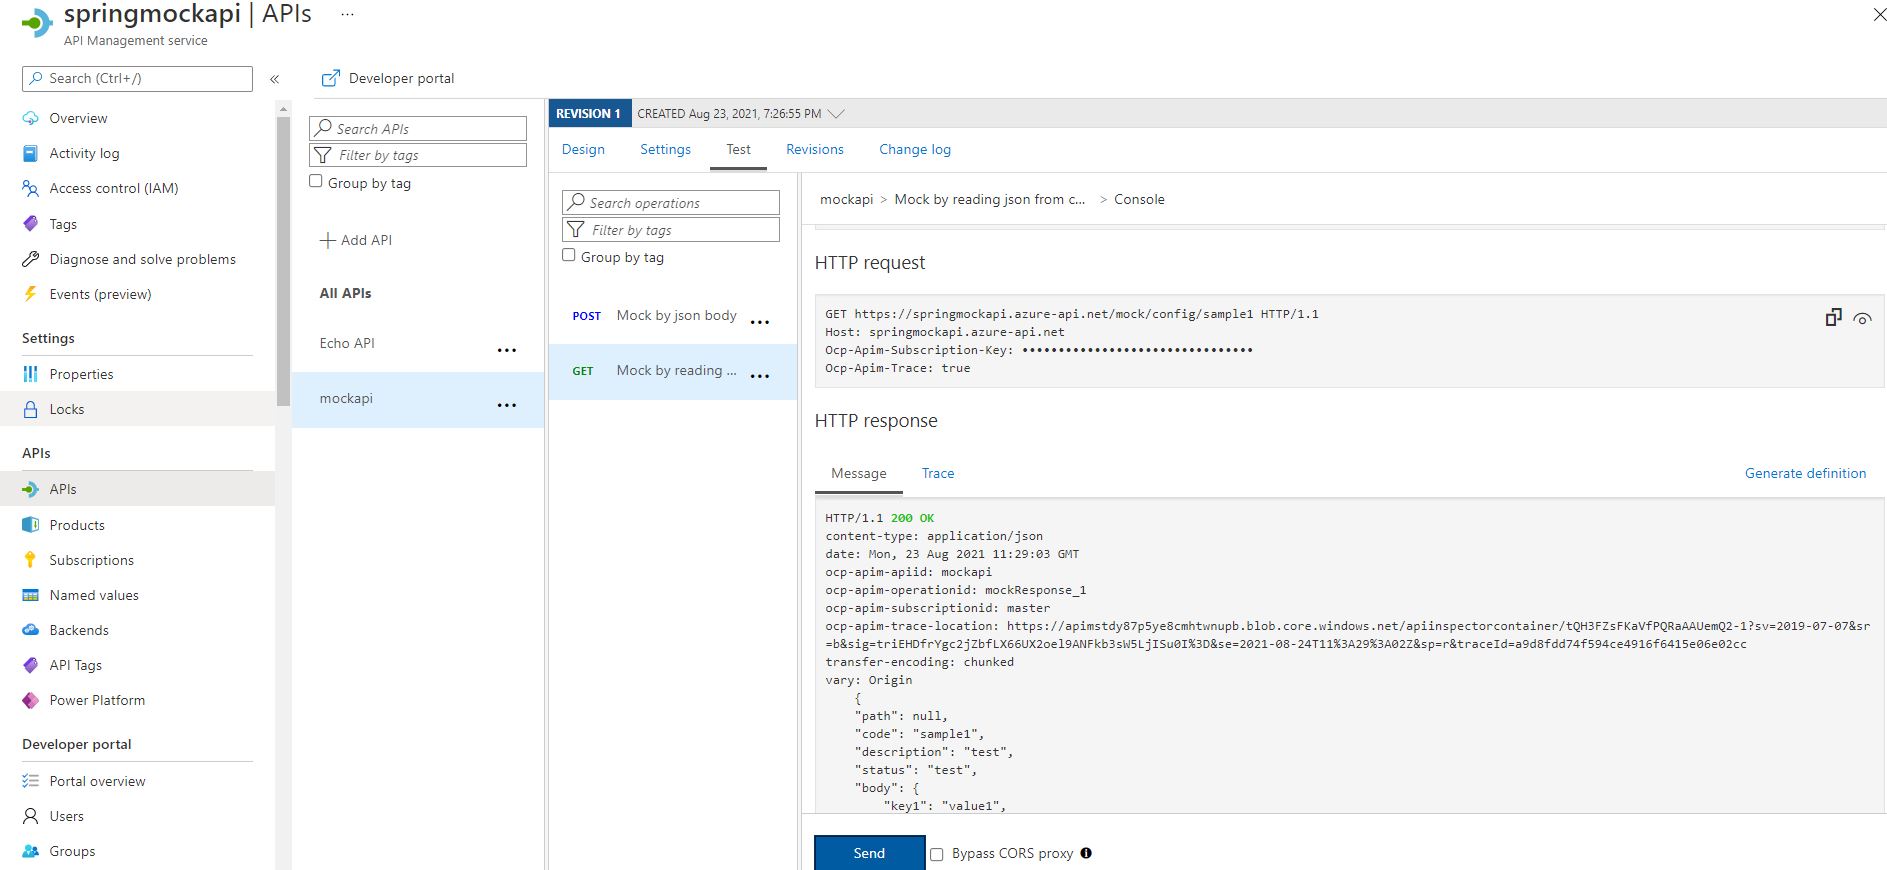 springmockapi | APIs ...
API Management service
Search (Ctrl+/)
«
Overview
Activity log
Access control (IAM)
Tags
Diagnose and solve problems
Events (preview)
Settings
Properties
Locks
APIs
APIs
Products
Subscriptions
Named values
Backends
API Tags
Power Platform
Developer portal
Portal overview
Users
Groups
Developer portal
Search APIs
Filter by tags
Group by tag
Add API
All APIs
Echo API ...
mockapi ...
REVISION 1 CREATED Aug 23, 2021, 7:26:55 PM
Design Settings Test Revisions Change log
Search operations
Filter by tags
Group by tag
POST Mock by json body ...
GET Mock by reading ... ...
mockapi > Mock by reading json from c... > Console
HTTP request
GET https://springmockapi.azure-api.net/mock/config/sample1 HTTP/1.1
Host: springmockapi.azure-api.net
Ocp-Apim-Subscription-Key: ••••••••••••••••••••••••••••••••
Ocp-Apim-Trace: true
HTTP response
Message Trace Generate definition
HTTP/1.1 200 OK
content-type: application/json
date: Mon, 23 Aug 2021 11:29:03 GMT
ocp-apim-apiid: mockapi
ocp-apim-operationid: mockResponse_1
ocp-apim-subscriptionid: master
ocp-apim-trace-location: https://apimstdy87p5ye8cmhtwnupb.blob.core.windows.net/apiinspectorcontainer/tQH3FZsFKaVfPQRaAAUemQ2-1?sv=2019-07-07&sr
=b&sig=triEHDfrYgc2jZbfLX66UX2oel9ANFkb3sW5LjISu0I%3D&se=2021-08-24T11%3A29%3A02Z&sp=r&traceId=a9d8fdd74f594ce4916f6415e06e02cc
transfer-encoding: chunked
vary: Origin
{
"path": null,
"code": "sample1",
"description": "test",
"status": "test",
"body": {
"key1": "value1",
Send Bypass CORS proxy